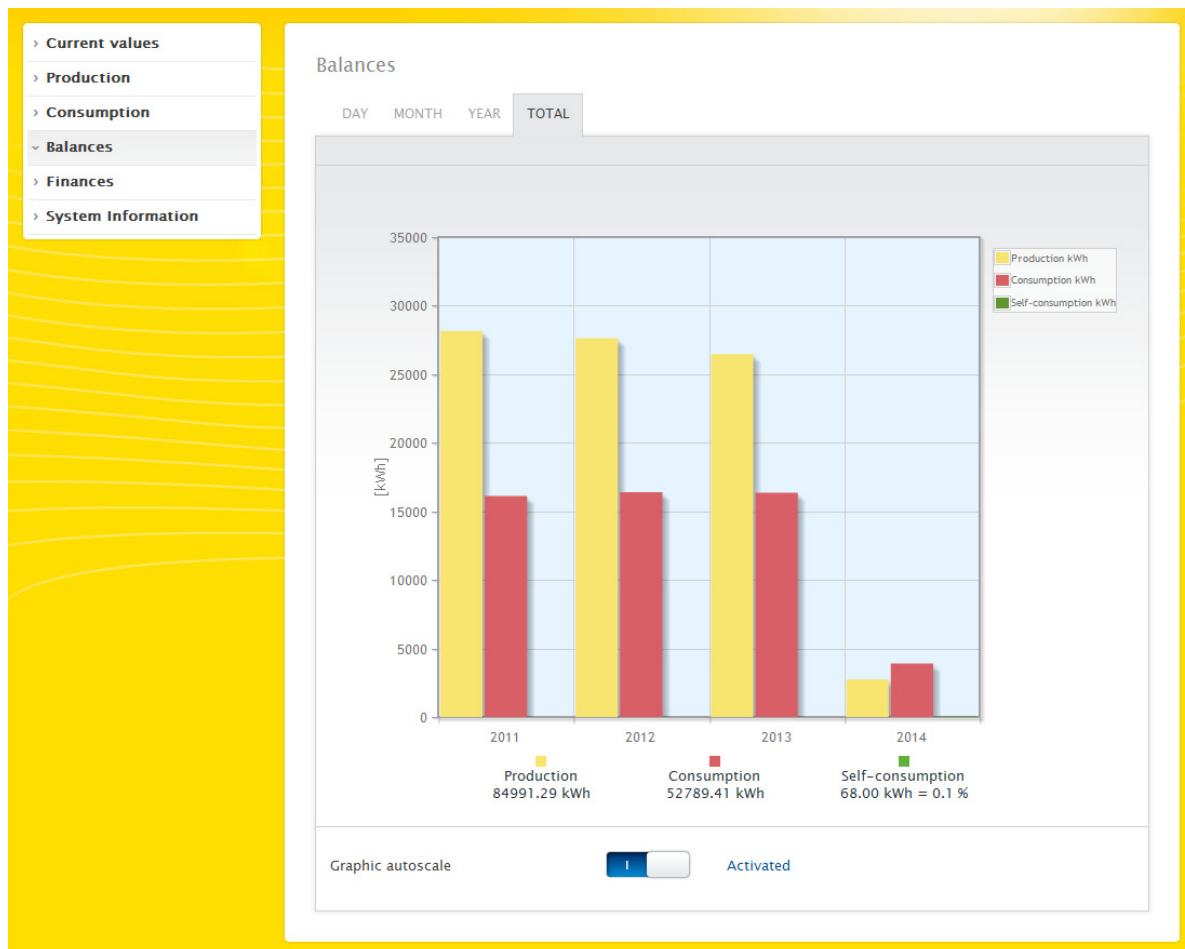 Current values
Production
Consumption
Balances
Finances
System Information
Balances
DAY MONTH YEAR TOTAL
35000
30000
25000
20000
15000
10000
5000
0
[kWh]
Production kWh
Consumption kWh
Self-consumption kWh
2011 2012 2013 2014
Production Consumption Self-consumption
84991.29 kWh 52789.41 kWh 68.00 kWh = 0.1 %
Graphic autoscale I Activated